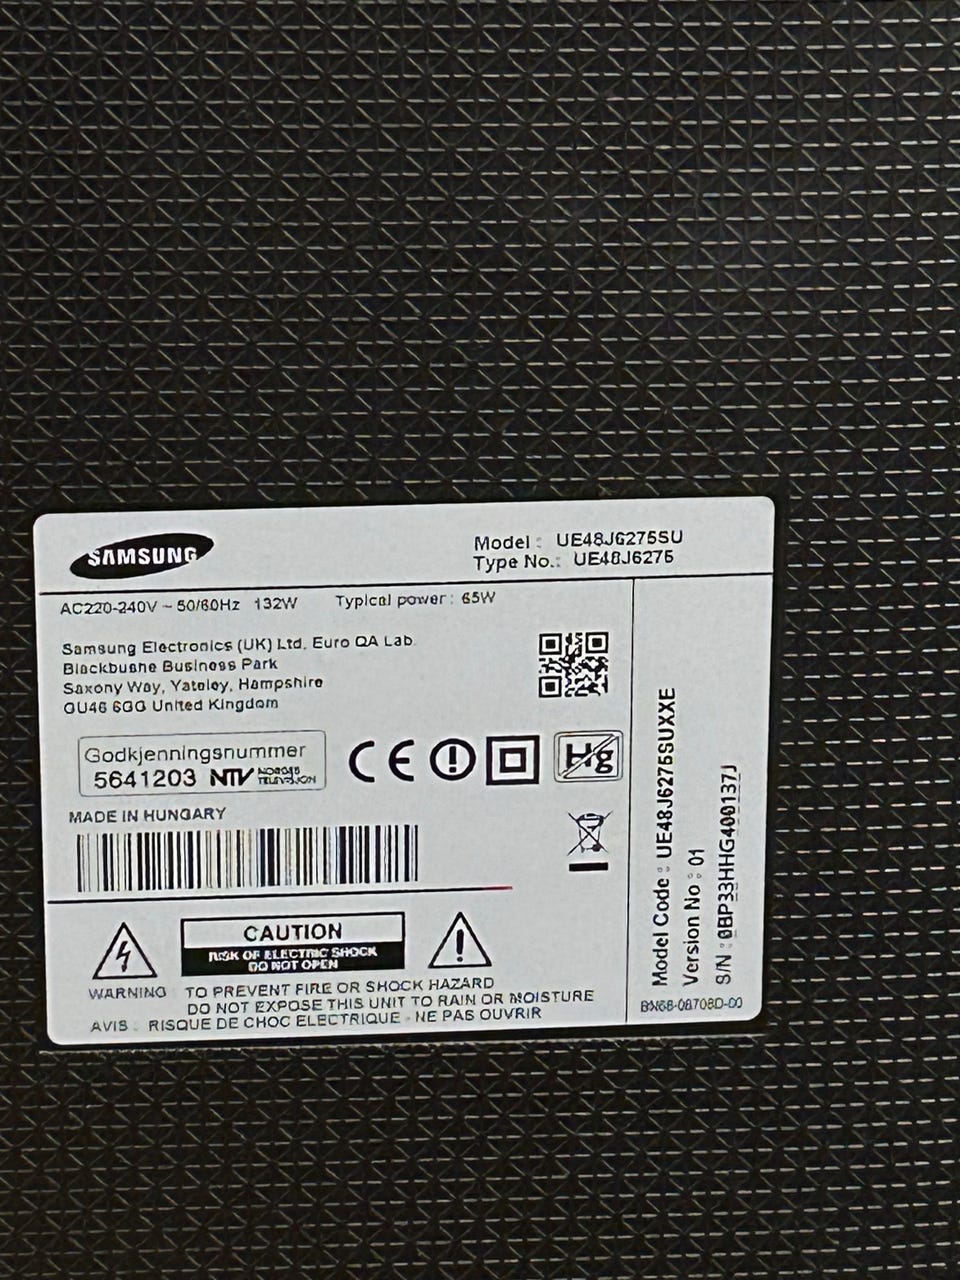 SAMSUNG
Model : UE48J6275SU
Type No.: UE48J6275
AC220-240V ~ 50/60Hz 132W Typical power : 65W
Samsung Electronics (UK) Ltd, Euro QA Lab.
Blackbushe Business Park
Saxony Way, Yateley, Hampshire
GU46 6GG United Kingdom
Godkjenningsnummer
5641203 NTV NORGES TELEVISJON
CE
Hg
MADE IN HUNGARY
CAUTION
RISK OF ELECTRIC SHOCK
DO NOT OPEN
WARNING : TO PREVENT FIRE OR SHOCK HAZARD
DO NOT EXPOSE THIS UNIT TO RAIN OR MOISTURE
AVIS : RISQUE DE CHOC ELECTRIQUE - NE PAS OUVRIR
Model Code : UE48J6275SUXXE
Version No : 01
S/N : 0BP33HHG400137J